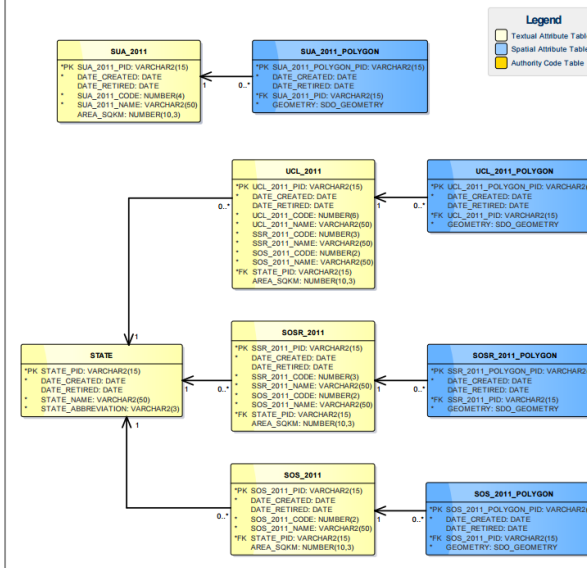 Legend
Textual Attribute Table
Spatial Attribute Table
Authority Code Table
SUA_2011
*PK SUA_2011_PID: VARCHAR2(15)
* DATE_CREATED: DATE
DATE_RETIRED: DATE
* SUA_2011_CODE: NUMBER(4)
* SUA_2011_NAME: VARCHAR2(50)
AREA_SQKM: NUMBER(10,3)
1
0..*
SUA_2011_POLYGON
*PK SUA_2011_POLYGON_PID: VARCHAR2(15)
* DATE_CREATED: DATE
DATE_RETIRED: DATE
*FK SUA_2011_PID: VARCHAR2(15)
* GEOMETRY: SDO_GEOMETRY
UCL_2011
*PK UCL_2011_PID: VARCHAR2(15)
* DATE_CREATED: DATE
DATE_RETIRED: DATE
* UCL_2011_CODE: NUMBER(6)
* UCL_2011_NAME: VARCHAR2(50)
* SSR_2011_CODE: NUMBER(3)
* SSR_2011_NAME: VARCHAR2(50)
* SOS_2011_CODE: NUMBER(2)
* SOS_2011_NAME: VARCHAR2(50)
*FK STATE_PID: VARCHAR2(15)
AREA_SQKM: NUMBER(10,3)
0..*
1
0..*
UCL_2011_POLYGON
*PK UCL_2011_POLYGON_PID: VARCHAR2(
* DATE_CREATED: DATE
DATE_RETIRED: DATE
*FK UCL_2011_PID: VARCHAR2(15)
* GEOMETRY: SDO_GEOMETRY
1
STATE
*PK STATE_PID: VARCHAR2(15)
* DATE_CREATED: DATE
DATE_RETIRED: DATE
* STATE_NAME: VARCHAR2(50)
* STATE_ABBREVIATION: VARCHAR2(3)
1
0..*
1
SOSR_2011
*PK SSR_2011_PID: VARCHAR2(15)
* DATE_CREATED: DATE
DATE_RETIRED: DATE
* SSR_2011_CODE: NUMBER(3)
* SSR_2011_NAME: VARCHAR2(50)
* SOS_2011_CODE: NUMBER(2)
* SOS_2011_NAME: VARCHAR2(50)
*FK STATE_PID: VARCHAR2(15)
AREA_SQKM: NUMBER(10,3)
1
0..*
SOSR_2011_POLYGON
*PK SSR_2011_POLYGON_PID: VARCHAR2(
* DATE_CREATED: DATE
DATE_RETIRED: DATE
*FK SSR_2011_PID: VARCHAR2(15)
* GEOMETRY: SDO_GEOMETRY
SOS_2011
*PK SOS_2011_PID: VARCHAR2(15)
* DATE_CREATED: DATE
DATE_RETIRED: DATE
* SOS_2011_CODE: NUMBER(2)
* SOS_2011_NAME: VARCHAR2(50)
*FK STATE_PID: VARCHAR2(15)
AREA_SQKM: NUMBER(10,3)
0..*
1
0..*
SOS_2011_POLYGON
*PK SOS_2011_POLYGON_PID: VARCHAR2(
* DATE_CREATED: DATE
DATE_RETIRED: DATE
*FK SOS_2011_PID: VARCHAR2(15)
* GEOMETRY: SDO_GEOMETRY